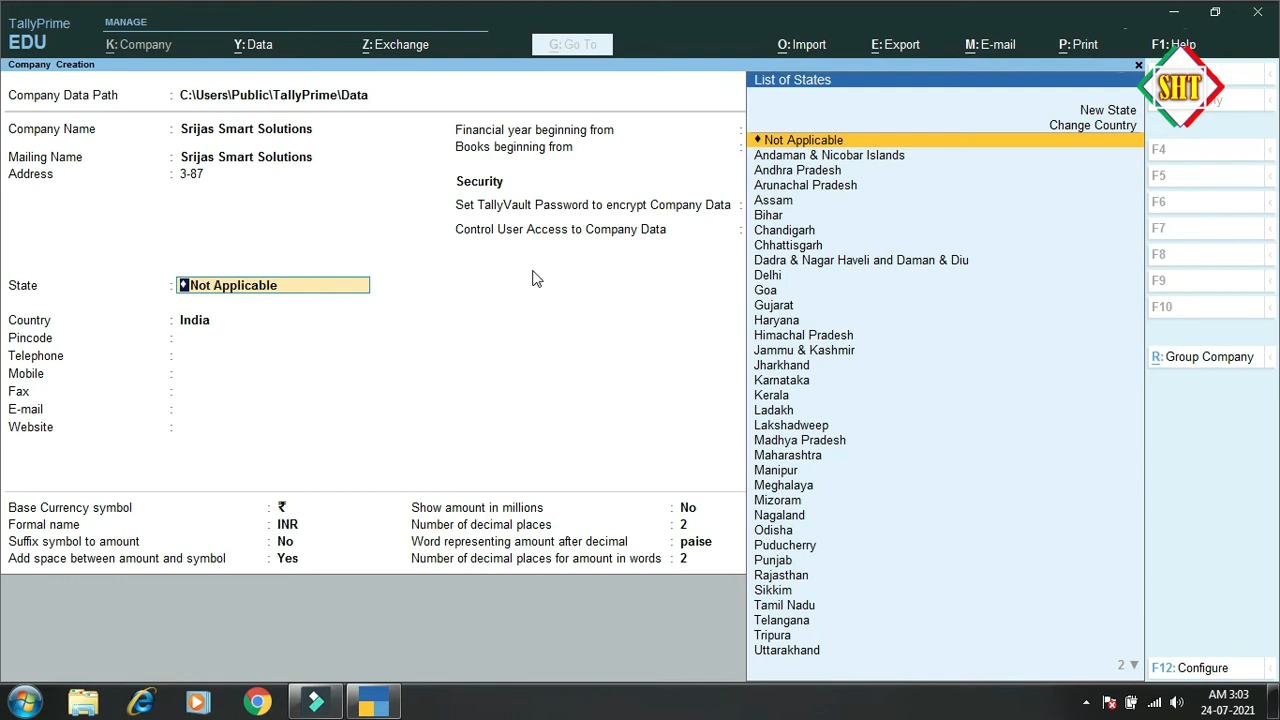 TallyPrime
EDU
MANAGE
K: Company
Y: Data
Z: Exchange
G: Go To
O: Import
E: Export
M: E-mail
P: Print
F1: Help
Company Creation
Company Data Path : C:\Users\Public\TallyPrime\Data
Company Name : Srijas Smart Solutions
Mailing Name : Srijas Smart Solutions
Address : 3-87
State : ♦ Not Applicable
Country : India
Pincode :
Telephone :
Mobile :
Fax :
E-mail :
Website :
Financial year beginning from :
Books beginning from :
Security
Set TallyVault Password to encrypt Company Data :
Control User Access to Company Data :
Base Currency symbol : ₹
Formal name : INR
Suffix symbol to amount : No
Add space between amount and symbol : Yes
Show amount in millions : No
Number of decimal places : 2
Word representing amount after decimal : paise
Number of decimal places for amount in words : 2
List of States
New State
Change Country
♦ Not Applicable
Andaman & Nicobar Islands
Andhra Pradesh
Arunachal Pradesh
Assam
Bihar
Chandigarh
Chhattisgarh
Dadra & Nagar Haveli and Daman & Diu
Delhi
Goa
Gujarat
Haryana
Himachal Pradesh
Jammu & Kashmir
Jharkhand
Karnataka
Kerala
Ladakh
Lakshadweep
Madhya Pradesh
Maharashtra
Manipur
Meghalaya
Mizoram
Nagaland
Odisha
Puducherry
Punjab
Rajasthan
Sikkim
Tamil Nadu
Telangana
Tripura
Uttarakhand
2 ▼
SHT
F4
F5
F6
F7
F8
F9
F10
R: Group Company
F12: Configure
AM 3:03
24-07-2021